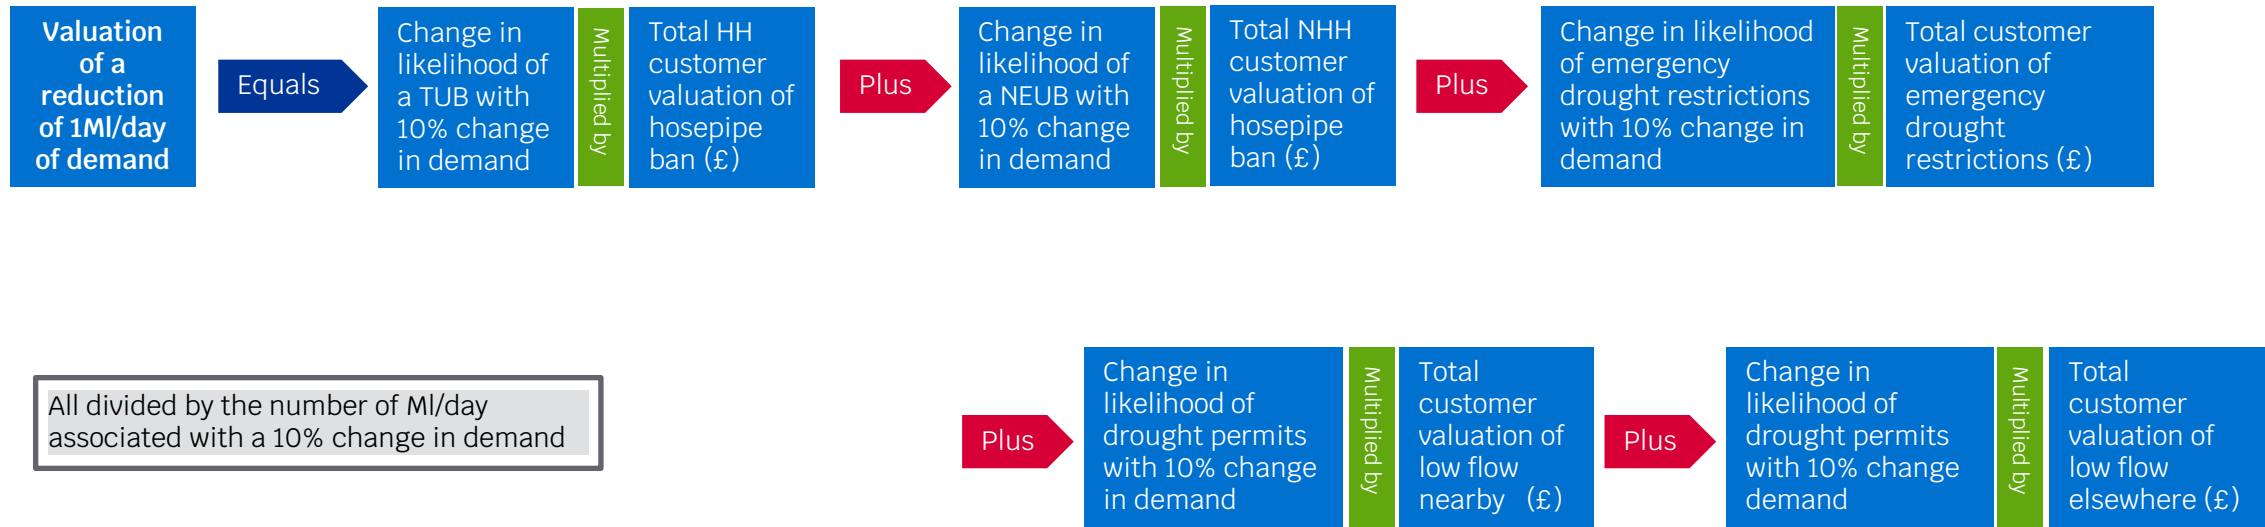 Valuation
of a
reduction
of 1Ml/day
of demand
Equals
Change in
likelihood of
a TUB with
10% change
in demand
Multiplied by
Total HH
customer
valuation of
hosepipe
ban (£)
Plus
Change in
likelihood of
a NEUB with
10% change
in demand
Multiplied by
Total NHH
customer
valuation of
hosepipe
ban (£)
Plus
Change in likelihood
of emergency
drought restrictions
with 10% change in
demand
Multiplied by
Total customer
valuation of
emergency
drought
restrictions (£)
All divided by the number of Ml/day
associated with a 10% change in demand
Plus
Change in
likelihood of
drought permits
with 10% change
in demand
Multiplied by
Total
customer
valuation of
low flow
nearby (£)
Plus
Change in
likelihood of
drought permits
with 10% change
demand
Multiplied by
Total
customer
valuation of
low flow
elsewhere (£)